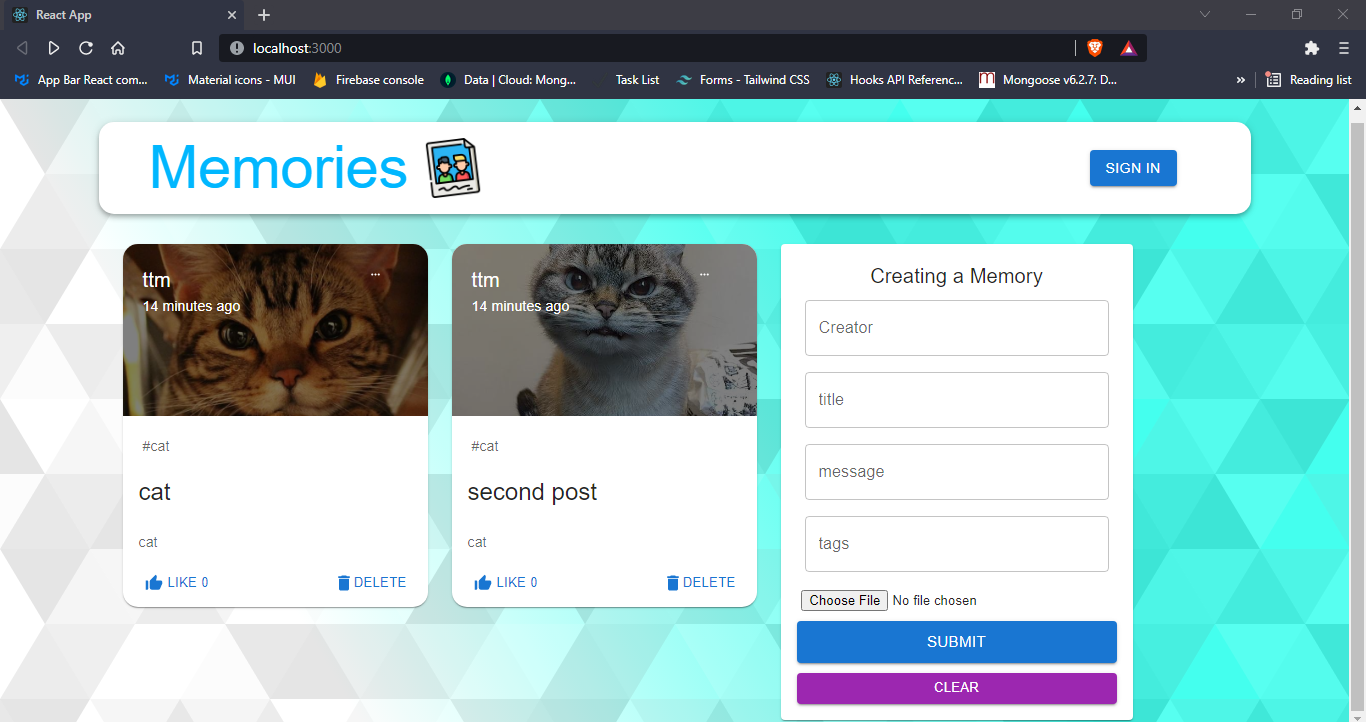 React App
localhost:3000
App Bar React com...
Material icons - MUI
Firebase console
Data | Cloud: Mong...
Task List
Forms - Tailwind CSS
Hooks API Referenc...
Mongoose v6.2.7: D...
»
Reading list
Memories
SIGN IN
ttm
...
14 minutes ago
#cat
cat
cat
LIKE 0
DELETE
ttm
...
14 minutes ago
#cat
second post
cat
LIKE 0
DELETE
Creating a Memory
Creator
title
message
tags
Choose File No file chosen
SUBMIT
CLEAR